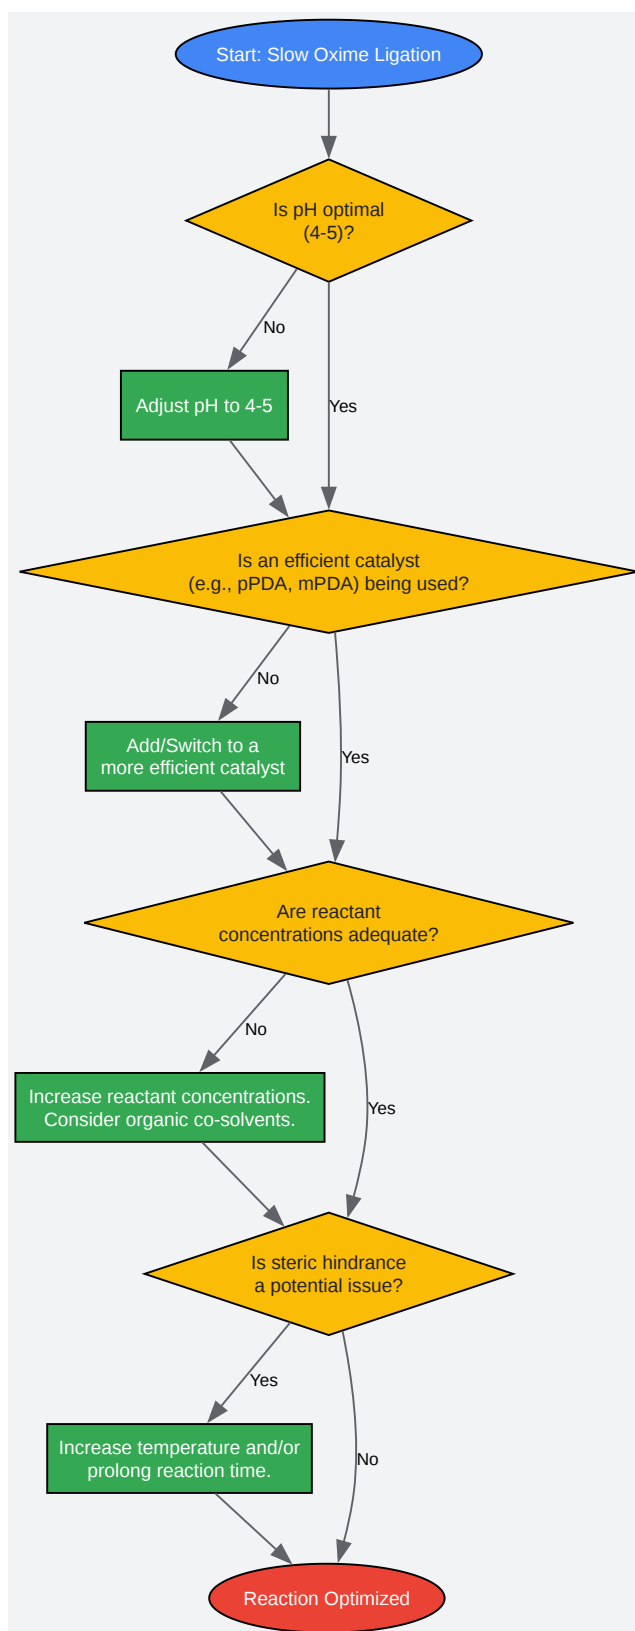 Start: Slow Oxime Ligation
Is pH optimal
(4-5)?
No
Adjust pH to 4-5
Yes
Is an efficient catalyst
(e.g., pPDA, mPDA) being used?
No
Add/Switch to a
more efficient catalyst
Yes
Are reactant
concentrations adequate?
No
Increase reactant concentrations.
Consider organic co-solvents.
Yes
Is steric hindrance
a potential issue?
Yes
Increase temperature and/or
prolong reaction time.
No
Reaction Optimized